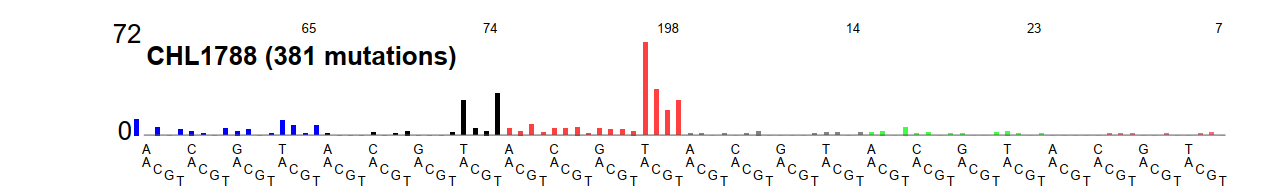 72 65 74 198 14 23 7
CHL1788 (381 mutations)
0
A C G T A C G T A C G T A C G T A C G T A C G T
A C G T A C G T A C G T A C G T A C G T A C G T A C G T A C G T A C G T A C G T A C G T A C G T A C G T A C G T A C G T A C G T A C G T A C G T A C G T A C G T A C G T A C G T A C G T A C G T